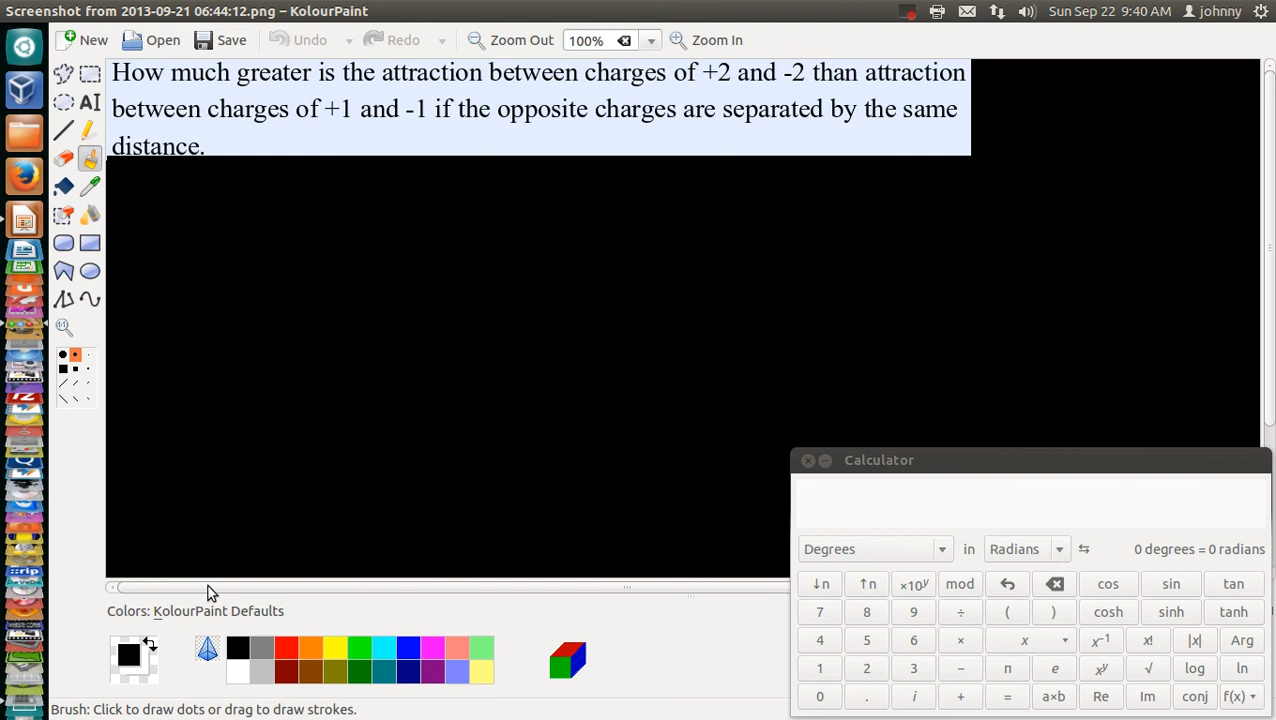 Screenshot from 2013-09-21 06:44:12.png – KolourPaint
Sun Sep 22 9:40 AM
johnny
New
Open
Save
Undo
Redo
Zoom Out
100%
Zoom In
How much greater is the attraction between charges of +2 and -2 than attraction
between charges of +1 and -1 if the opposite charges are separated by the same
distance.
Calculator
Degrees
in
Radians
0 degrees = 0 radians
↓n ↑n ×10y mod cos sin tan
7 8 9 ÷ ( ) cosh sinh tanh
4 5 6 × x x−1 x! |x| Arg
1 2 3 − π e xy √ log ln
0 . i + = a×b Re Im conj f(x)
Colors: KolourPaint Defaults
Brush: Click to draw dots or drag to draw strokes.